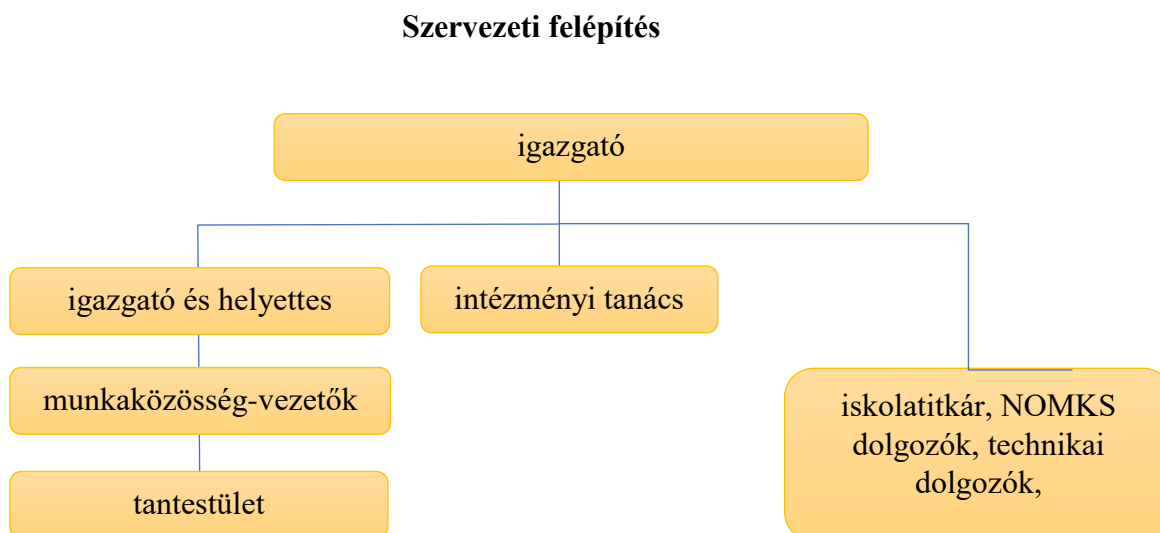 Szervezeti felépítés
igazgató
igazgató és helyettes
intézményi tanács
munkaközösség-vezetők
iskolatitkár, NOMKS
dolgozók, technikai
dolgozók,
tantestület